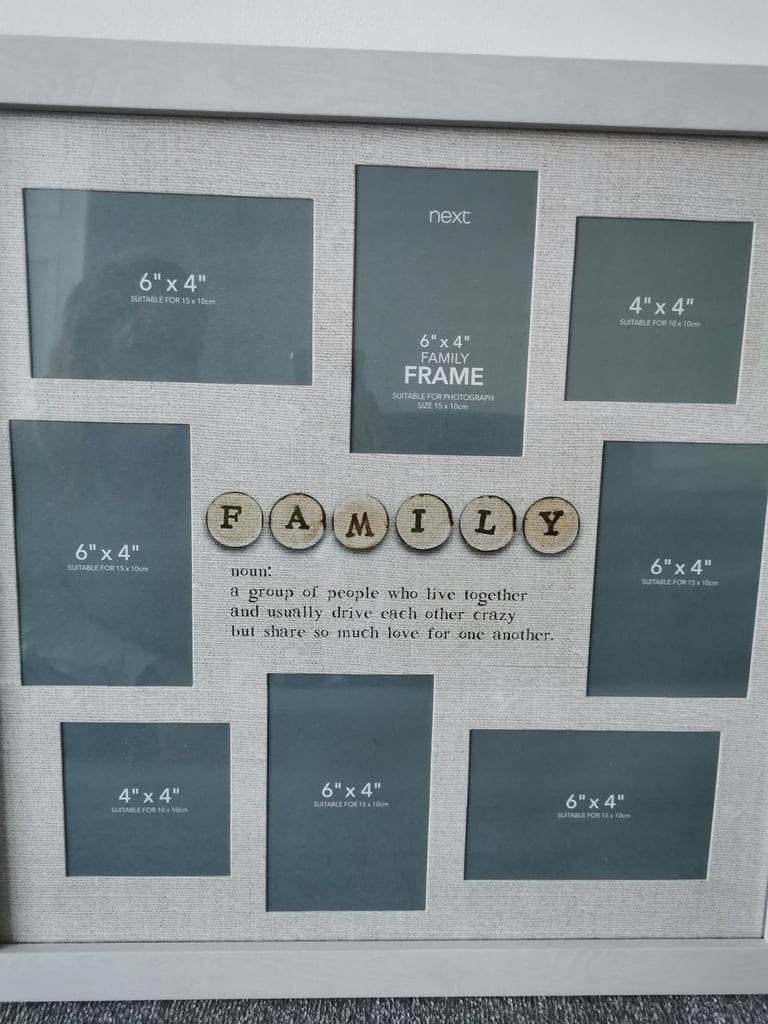 6" x 4"
SUITABLE FOR 15 x 10cm
next
6" x 4"
FAMILY
FRAME
SUITABLE FOR PHOTOGRAPH
SIZE 15 x 10cm
4" x 4"
SUITABLE FOR 10 x 10cm
6" x 4"
SUITABLE FOR 15 x 10cm
FAMILY
noun:
a group of people who live together
and usually drive each other crazy
but share so much love for one another.
6" x 4"
SUITABLE FOR 15 x 10cm
4" x 4"
SUITABLE FOR 10 x 10cm
6" x 4"
SUITABLE FOR 15 x 10cm
6" x 4"
SUITABLE FOR 15 x 10cm